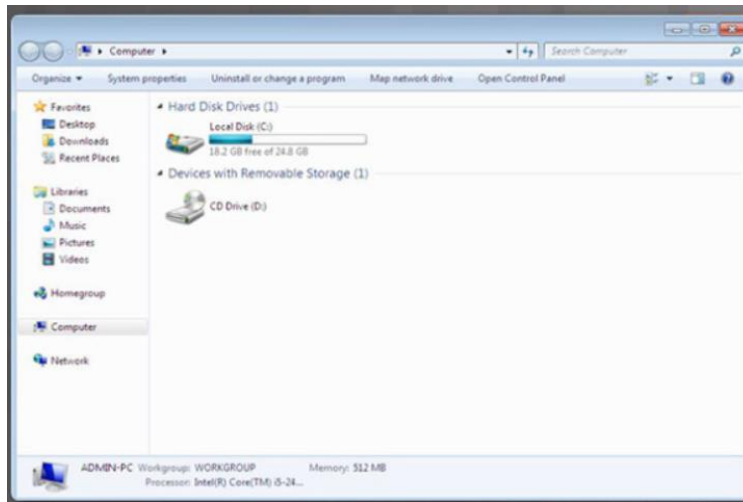 Computer
Search Computer
Organize
System properties
Uninstall or change a program
Map network drive
Open Control Panel
Favorites
Desktop
Downloads
Recent Places
Libraries
Documents
Music
Pictures
Videos
Homegroup
Computer
Network
Hard Disk Drives (1)
Local Disk (C:)
18.2 GB free of 24.8 GB
Devices with Removable Storage (1)
CD Drive (D:)
ADMIN-PC Workgroup: WORKGROUP Memory: 512 MB
Processor: Intel(R) Core(TM) i5-24...